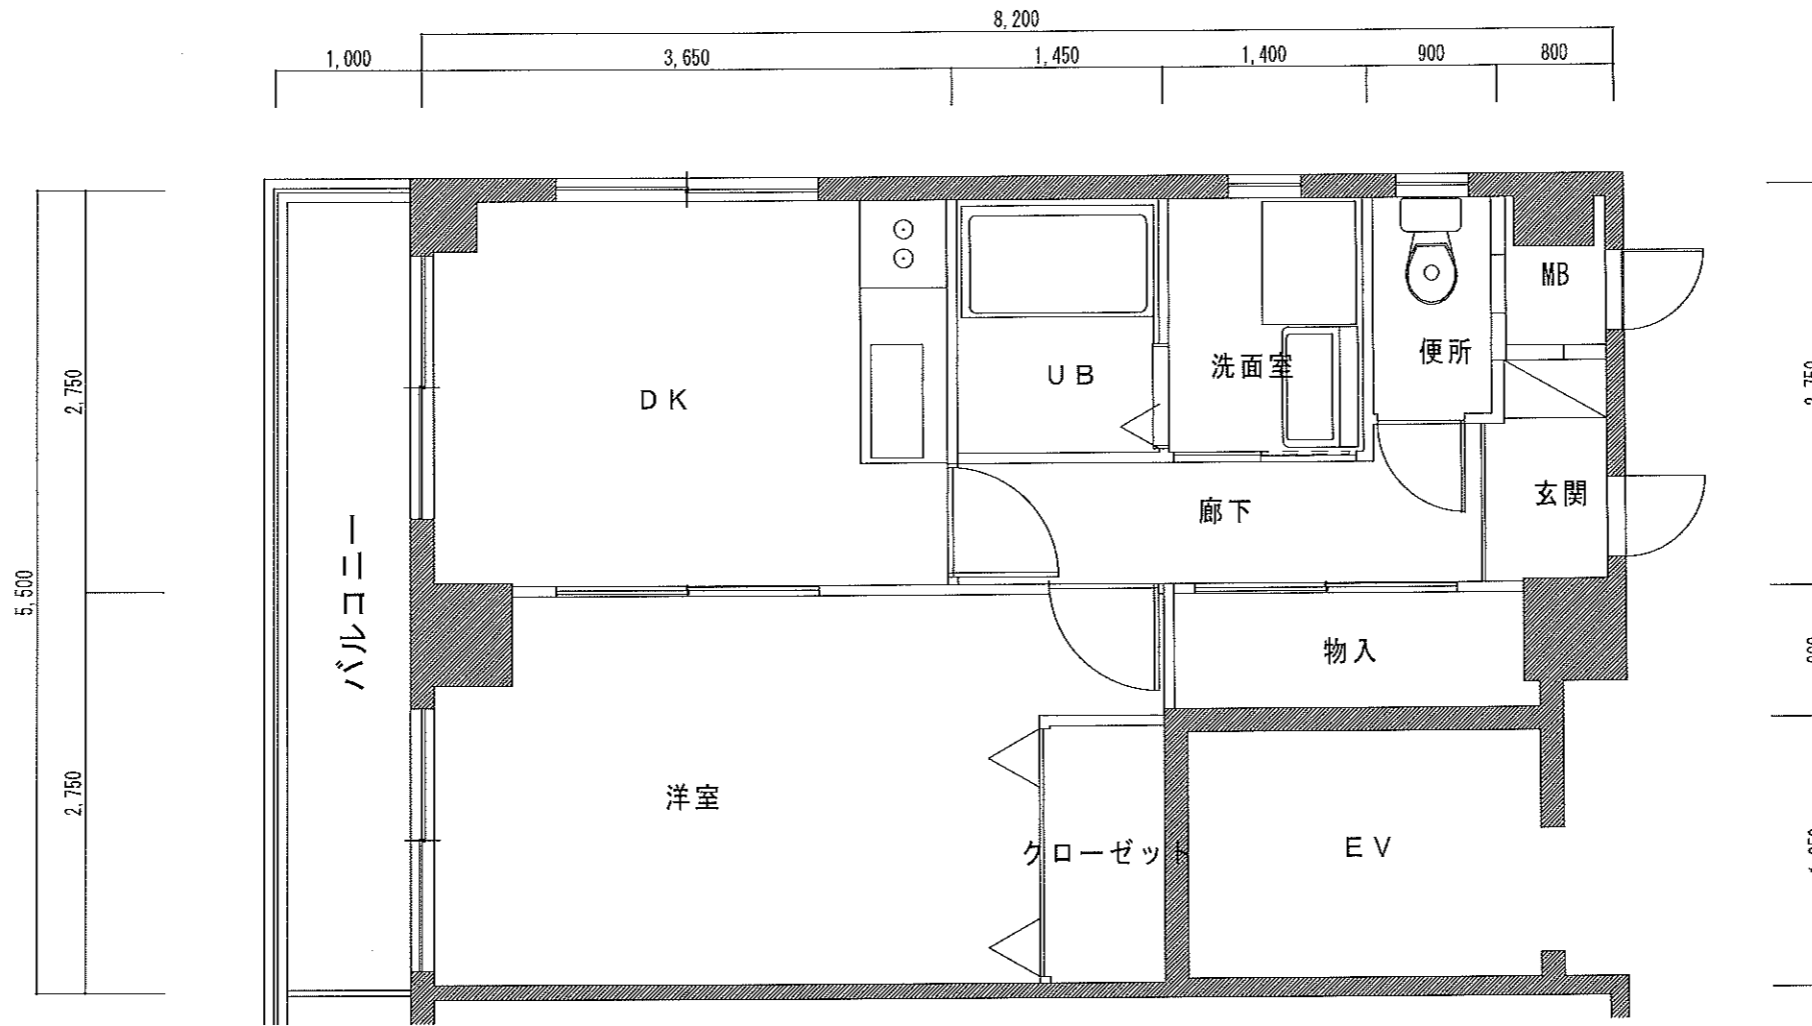 8,200
1,000
3,650
1,450
1,400
900
800
MB
便所
洗面室
UB
DK
2,750
玄関
廊下
バルコニー
5,500
物入
2,750
洋室
クローゼット
EV